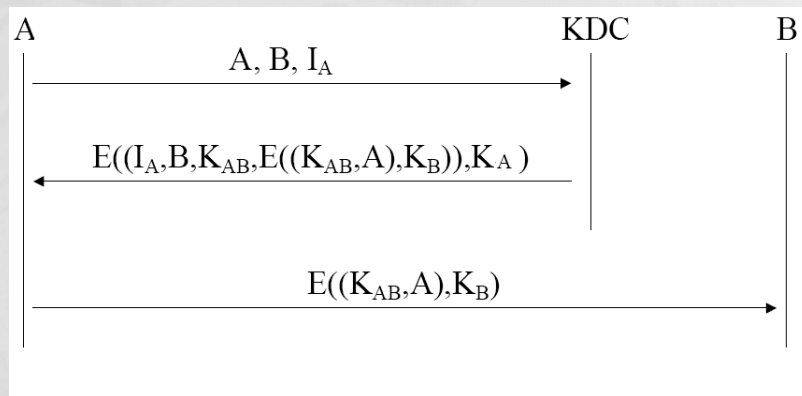 A KDC B
A, B, I_A
E((I_A,B,K_AB,E((K_AB,A),K_B)),K_A )
E((K_AB,A),K_B)